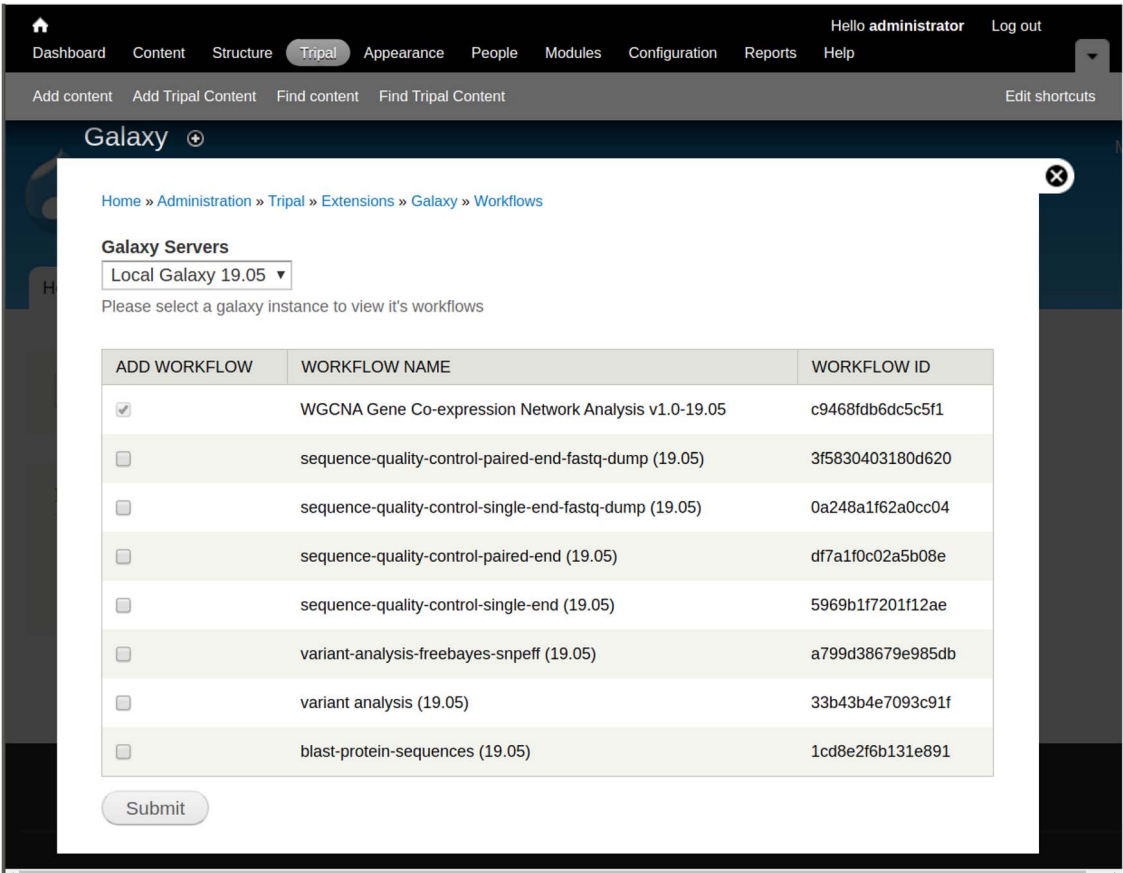 Hello administrator Log out
Dashboard Content Structure Tripal Appearance People Modules Configuration Reports Help
Add content Add Tripal Content Find content Find Tripal Content Edit shortcuts
Galaxy
Home » Administration » Tripal » Extensions » Galaxy » Workflows
Galaxy Servers
Local Galaxy 19.05
Please select a galaxy instance to view it's workflows
ADD WORKFLOW WORKFLOW NAME WORKFLOW ID
WGCNA Gene Co-expression Network Analysis v1.0-19.05 c9468fdb6dc5c5f1
sequence-quality-control-paired-end-fastq-dump (19.05) 3f5830403180d620
sequence-quality-control-single-end-fastq-dump (19.05) 0a248a1f62a0cc04
sequence-quality-control-paired-end (19.05) df7a1f0c02a5b08e
sequence-quality-control-single-end (19.05) 5969b1f7201f12ae
variant-analysis-freebayes-snpeff (19.05) a799d38679e985db
variant analysis (19.05) 33b43b4e7093c91f
blast-protein-sequences (19.05) 1cd8e2f6b131e891
Submit